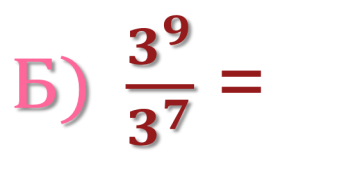 Б) 3⁹/3⁷ =